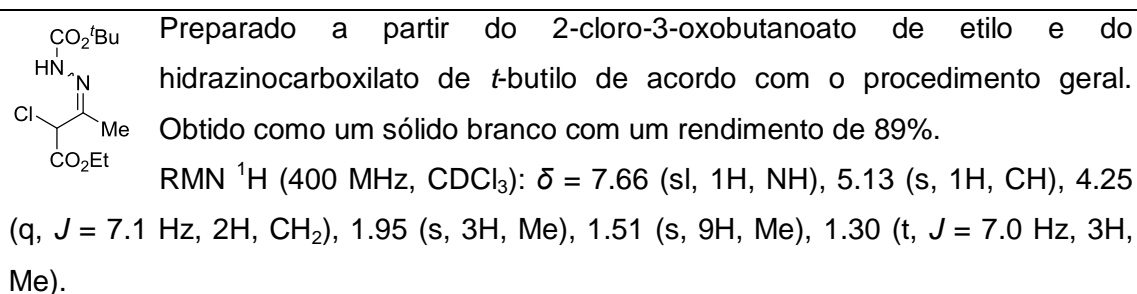 CO2tBu
HN
N
Cl
Me
CO2Et
Preparado a partir do 2-cloro-3-oxobutanoato de etilo e do
hidrazinocarboxilato de t-butilo de acordo com o procedimento geral.
Obtido como um sólido branco com um rendimento de 89%.
RMN 1H (400 MHz, CDCl3): δ = 7.66 (sl, 1H, NH), 5.13 (s, 1H, CH), 4.25
(q, J = 7.1 Hz, 2H, CH2), 1.95 (s, 3H, Me), 1.51 (s, 9H, Me), 1.30 (t, J = 7.0 Hz, 3H,
Me).